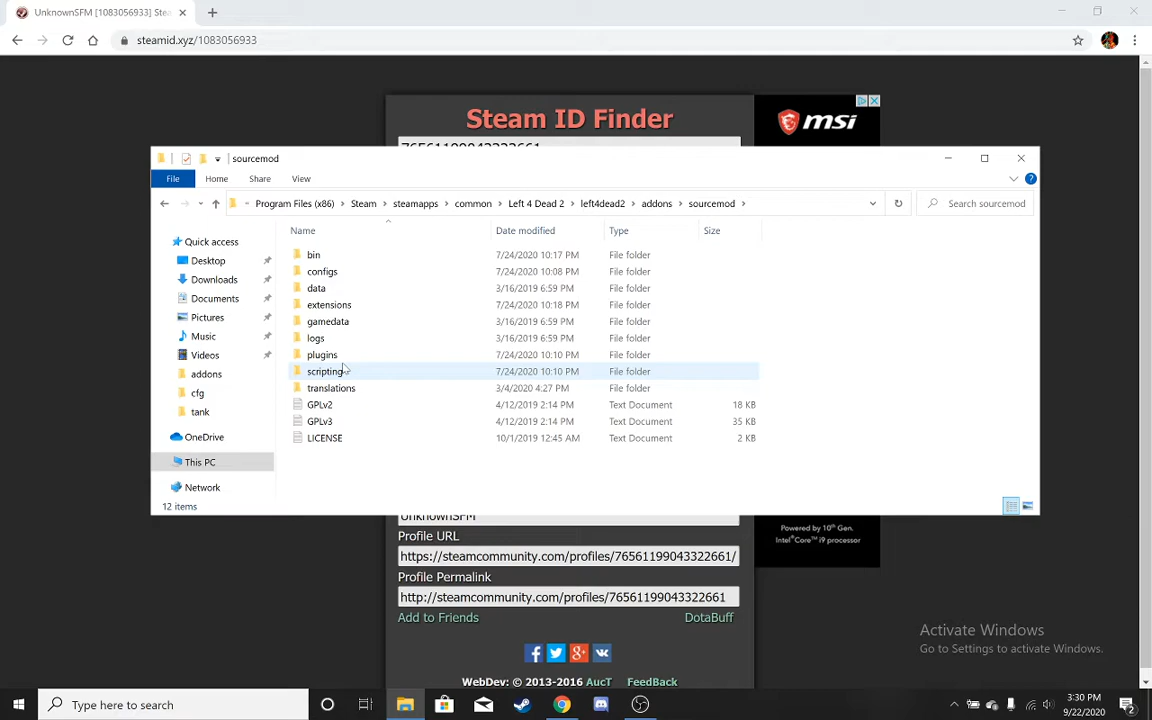 UnknownSFM [1083056933] Stea
steamid.xyz/1083056933
Steam ID Finder
76561199043322661
msi
sourcemod
File
Home
Share
View
Program Files (x86)
Steam
steamapps
common
Left 4 Dead 2
left4dead2
addons
sourcemod
Search sourcemod
Name
Date modified
Type
Size
Quick access
Desktop
Downloads
Documents
Pictures
Music
Videos
addons
cfg
tank
OneDrive
This PC
Network
bin 7/24/2020 10:17 PM File folder
configs 7/24/2020 10:08 PM File folder
data 3/16/2019 6:59 PM File folder
extensions 7/24/2020 10:18 PM File folder
gamedata 3/16/2019 6:59 PM File folder
logs 3/16/2019 6:59 PM File folder
plugins 7/24/2020 10:10 PM File folder
scripting 7/24/2020 10:10 PM File folder
translations 3/4/2020 4:27 PM File folder
GPLv2 4/12/2019 2:14 PM Text Document 18 KB
GPLv3 4/12/2019 2:14 PM Text Document 35 KB
LICENSE 10/1/2019 12:45 AM Text Document 2 KB
12 items
UnknownSFM
Profile URL
https://steamcommunity.com/profiles/76561199043322661/
Profile Permalink
http://steamcommunity.com/profiles/76561199043322661
Add to Friends
DotaBuff
WebDev: © 2013-2016 AucT FeedBack
Powered by 10th Gen.
Intel® Core™ i9 processor
Activate Windows
Go to Settings to activate Windows.
Type here to search
3:30 PM
9/22/2020
2